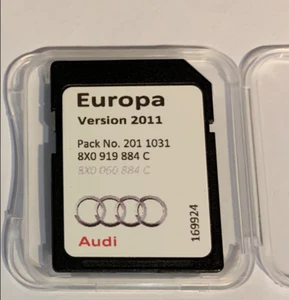 Europa
Version 2011
Pack No. 201 1031
8X0 919 884 C
8X0 060 884 C
Audi
169924